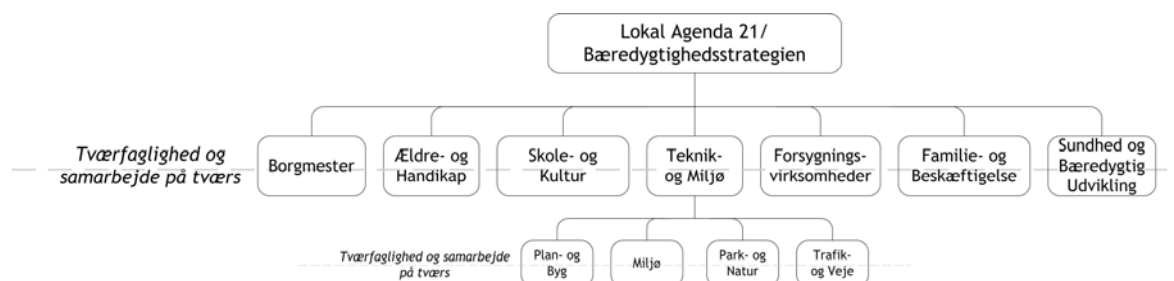 Lokal Agenda 21/
Bæredygtighedsstrategien
Tværfaglighed og
samarbejde på tværs
Borgmester
Ældre- og
Handikap
Skole- og
Kultur
Teknik-
og Miljø
Forsygnings-
virksomheder
Familie- og
Beskæftigelse
Sundhed og
Bæredygtig
Udvikling
Tværfaglighed og samarbejde
på tværs
Plan- og
Byg
Miljø
Park- og
Natur
Trafik-
og Veje